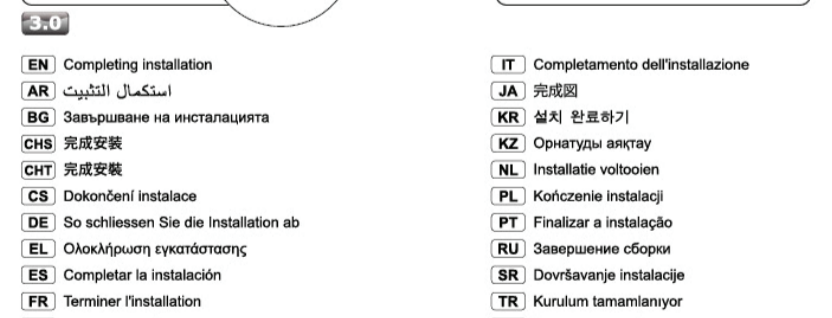 3.0
EN Completing installation
AR استكمال التثبيت
BG Завършване на инсталацията
CHS 完成安装
CHT 完成安裝
CS Dokončení instalace
DE So schliessen Sie die Installation ab
EL Ολοκλήρωση εγκατάστασης
ES Completar la instalación
FR Terminer l'installation
IT Completamento dell'installazione
JA 完成図
KR 설치 완료하기
KZ Орнатуды аяқтау
NL Installatie voltooien
PL Kończenie instalacji
PT Finalizar a instalação
RU Завершение сборки
SR Dovršavanje instalacije
TR Kurulum tamamlanıyor